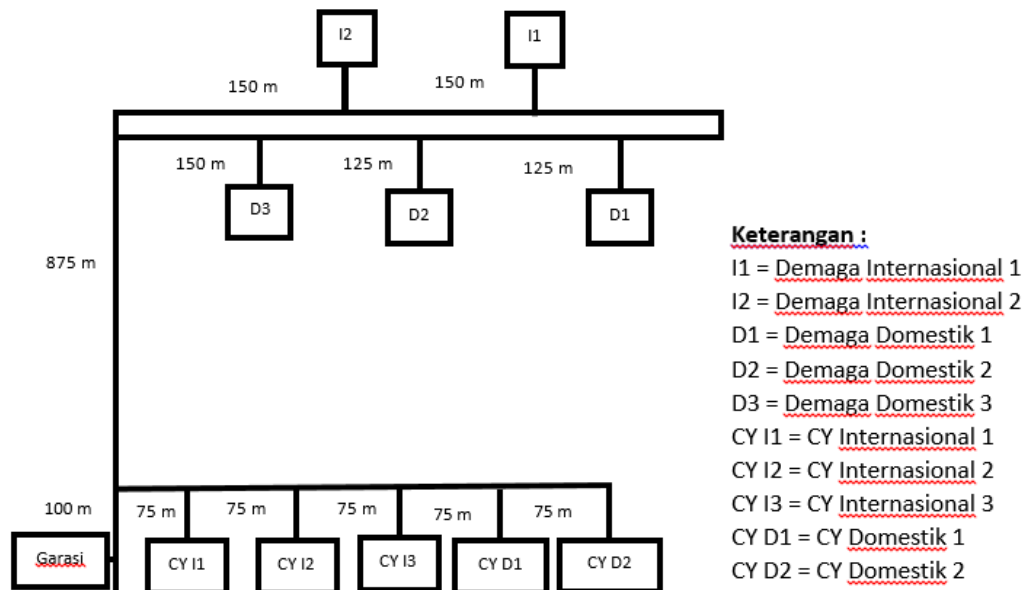 I2
I1
150 m
150 m
150 m
125 m
125 m
D3
D2
D1
875 m
Keterangan :
I1 = Demaga Internasional 1
I2 = Demaga Internasional 2
D1 = Demaga Domestik 1
D2 = Demaga Domestik 2
D3 = Demaga Domestik 3
CY I1 = CY Internasional 1
CY I2 = CY Internasional 2
CY I3 = CY Internasional 3
CY D1 = CY Domestik 1
CY D2 = CY Domestik 2
100 m
75 m
75 m
75 m
75 m
75 m
Garasi
CY I1
CY I2
CY I3
CY D1
CY D2